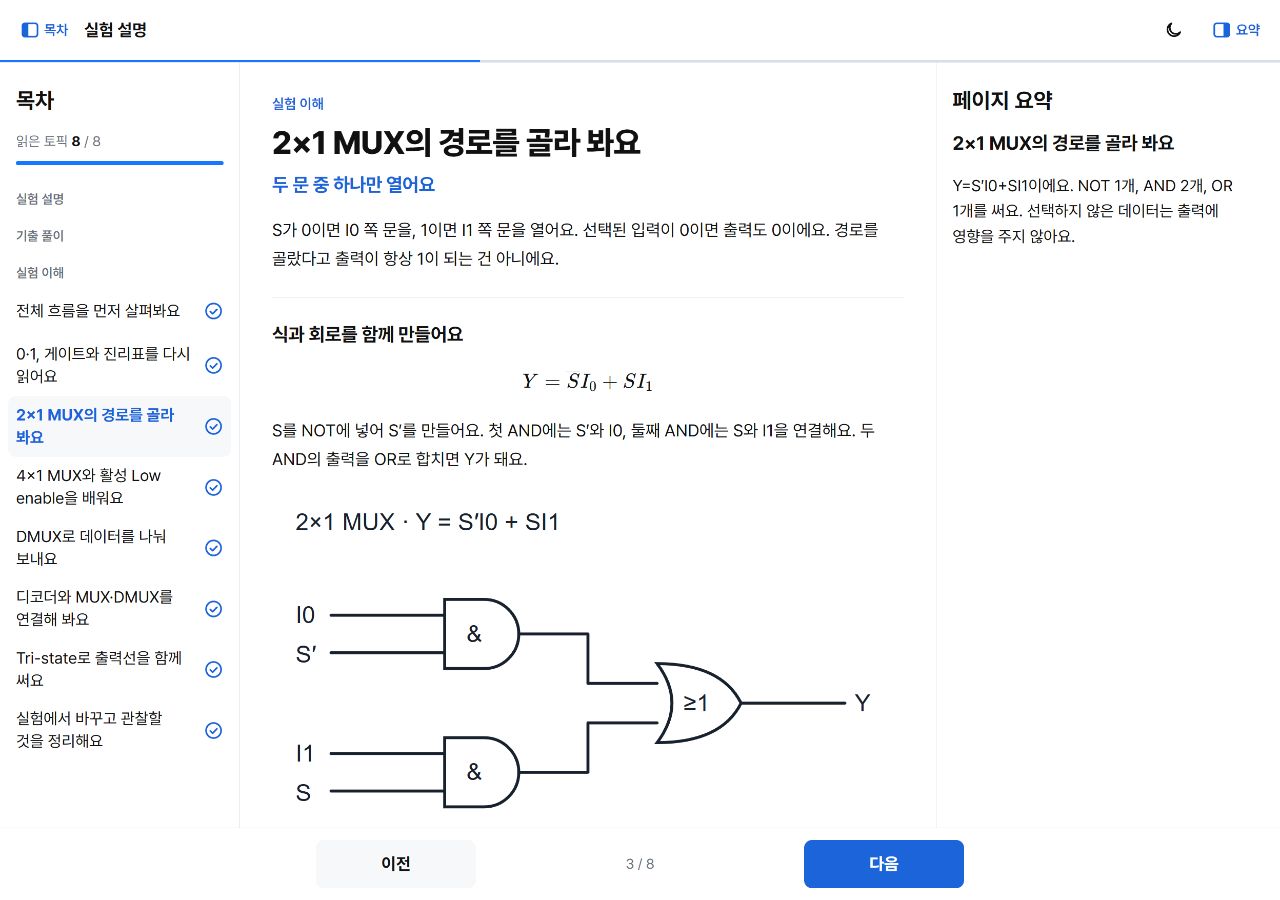 목차
실험 설명
요약
목차
읽은 토픽 8 / 8
실험 설명
기출 풀이
실험 이해
전체 흐름을 먼저 살펴봐요
0·1, 게이트와 진리표를 다시
읽어요
2×1 MUX의 경로를 골라
봐요
4×1 MUX와 활성 Low
enable을 배워요
DMUX로 데이터를 나눠
보내요
디코더와 MUX·DMUX를
연결해 봐요
Tri-state로 출력선을 함께
써요
실험에서 바꾸고 관찰할
것을 정리해요
실험 이해
2×1 MUX의 경로를 골라 봐요
두 문 중 하나만 열어요
S가 0이면 I0 쪽 문을, 1이면 I1 쪽 문을 열어요. 선택된 입력이 0이면 출력도 0이에요. 경로를
골랐다고 출력이 항상 1이 되는 건 아니에요.
식과 회로를 함께 만들어요
Y = S̅I₀ + SI₁
S를 NOT에 넣어 S′를 만들어요. 첫 AND에는 S′와 I0, 둘째 AND에는 S와 I1을 연결해요. 두
AND의 출력을 OR로 합치면 Y가 돼요.
2×1 MUX · Y = S′I0 + SI1
I0
S′
&
≥1
Y
I1
S
&
페이지 요약
2×1 MUX의 경로를 골라 봐요
Y=S′I0+SI1이에요. NOT 1개, AND 2개, OR
1개를 써요. 선택하지 않은 데이터는 출력에
영향을 주지 않아요.
이전
3 / 8
다음